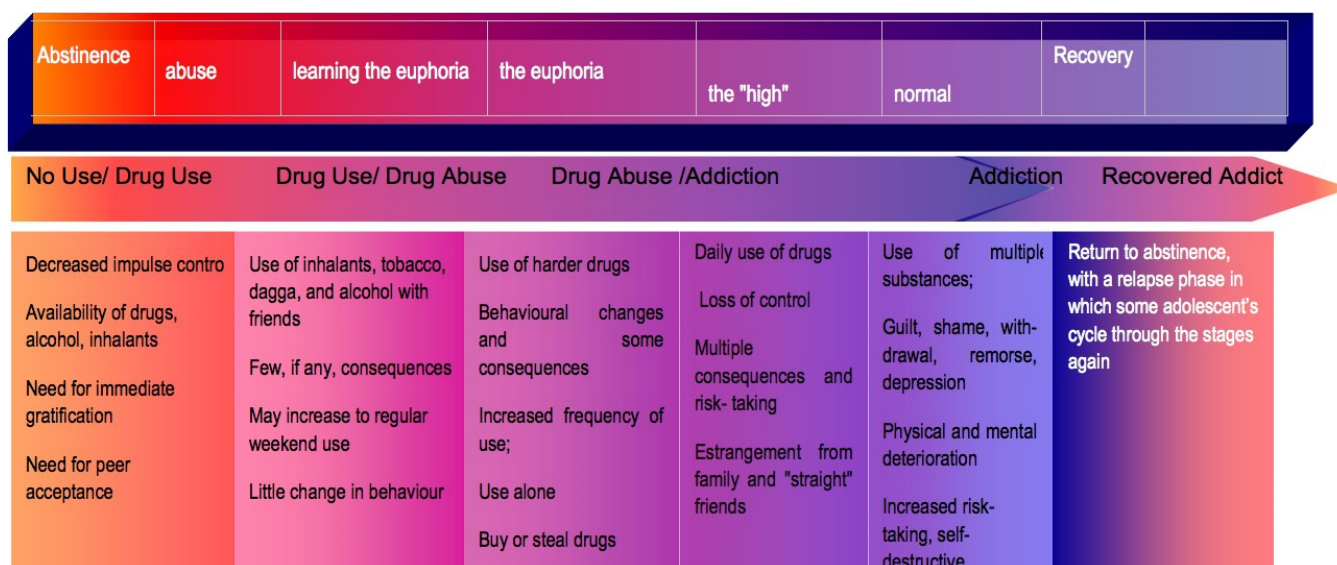 Abstinence
abuse
learning the euphoria
the euphoria
the "high"
normal
Recovery
No Use/ Drug Use
Drug Use/ Drug Abuse
Drug Abuse /Addiction
Addiction
Recovered Addict
Decreased impulse contro
Availability of drugs,
alcohol, inhalants
Need for immediate
gratification
Need for peer
acceptance
Use of inhalants, tobacco,
dagga, and alcohol with
friends
Few, if any, consequences
May increase to regular
weekend use
Little change in behaviour
Use of harder drugs
Behavioural changes
and some
consequences
Increased frequency of
use;
Use alone
Buy or steal drugs
Daily use of drugs
Loss of control
Multiple
consequences and
risk- taking
Estrangement from
family and "straight"
friends
Use of multiple
substances;
Guilt, shame, with-
drawal, remorse,
depression
Physical and mental
deterioration
Increased risk-
taking, self-
destructive
Return to abstinence,
with a relapse phase in
which some adolescent's
cycle through the stages
again